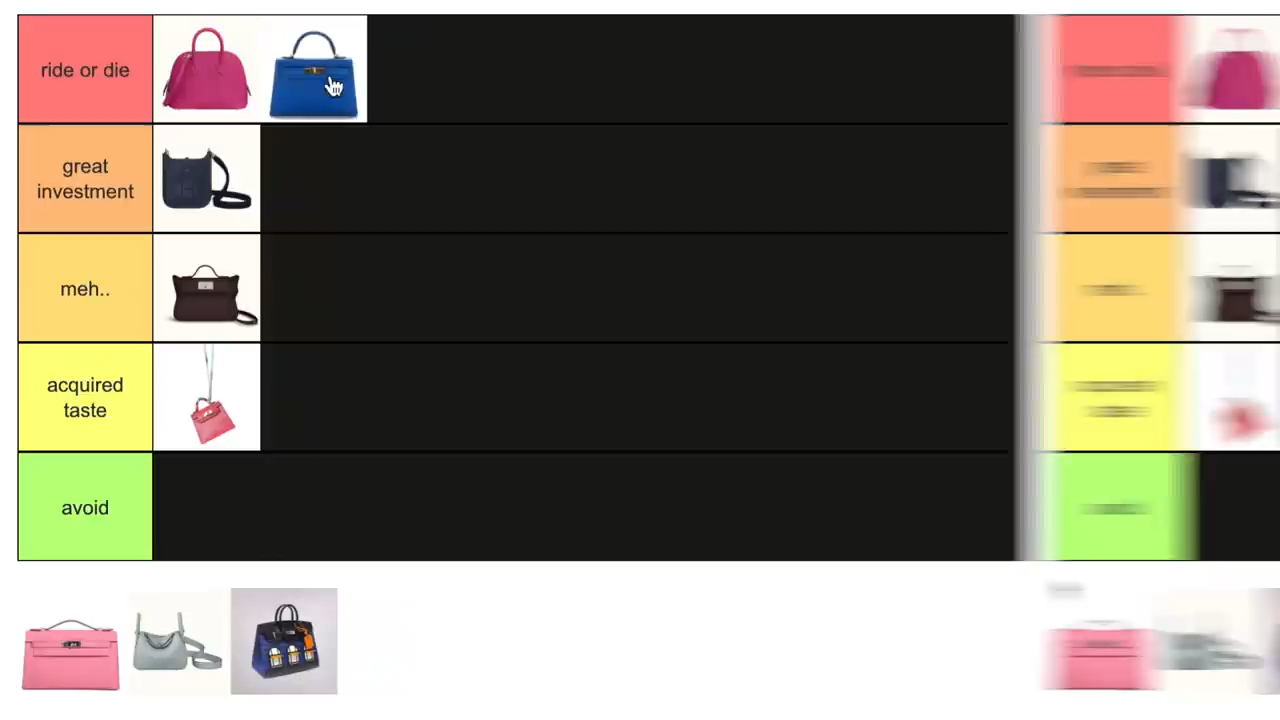 ride or die
great
investment
meh..
acquired
taste
avoid